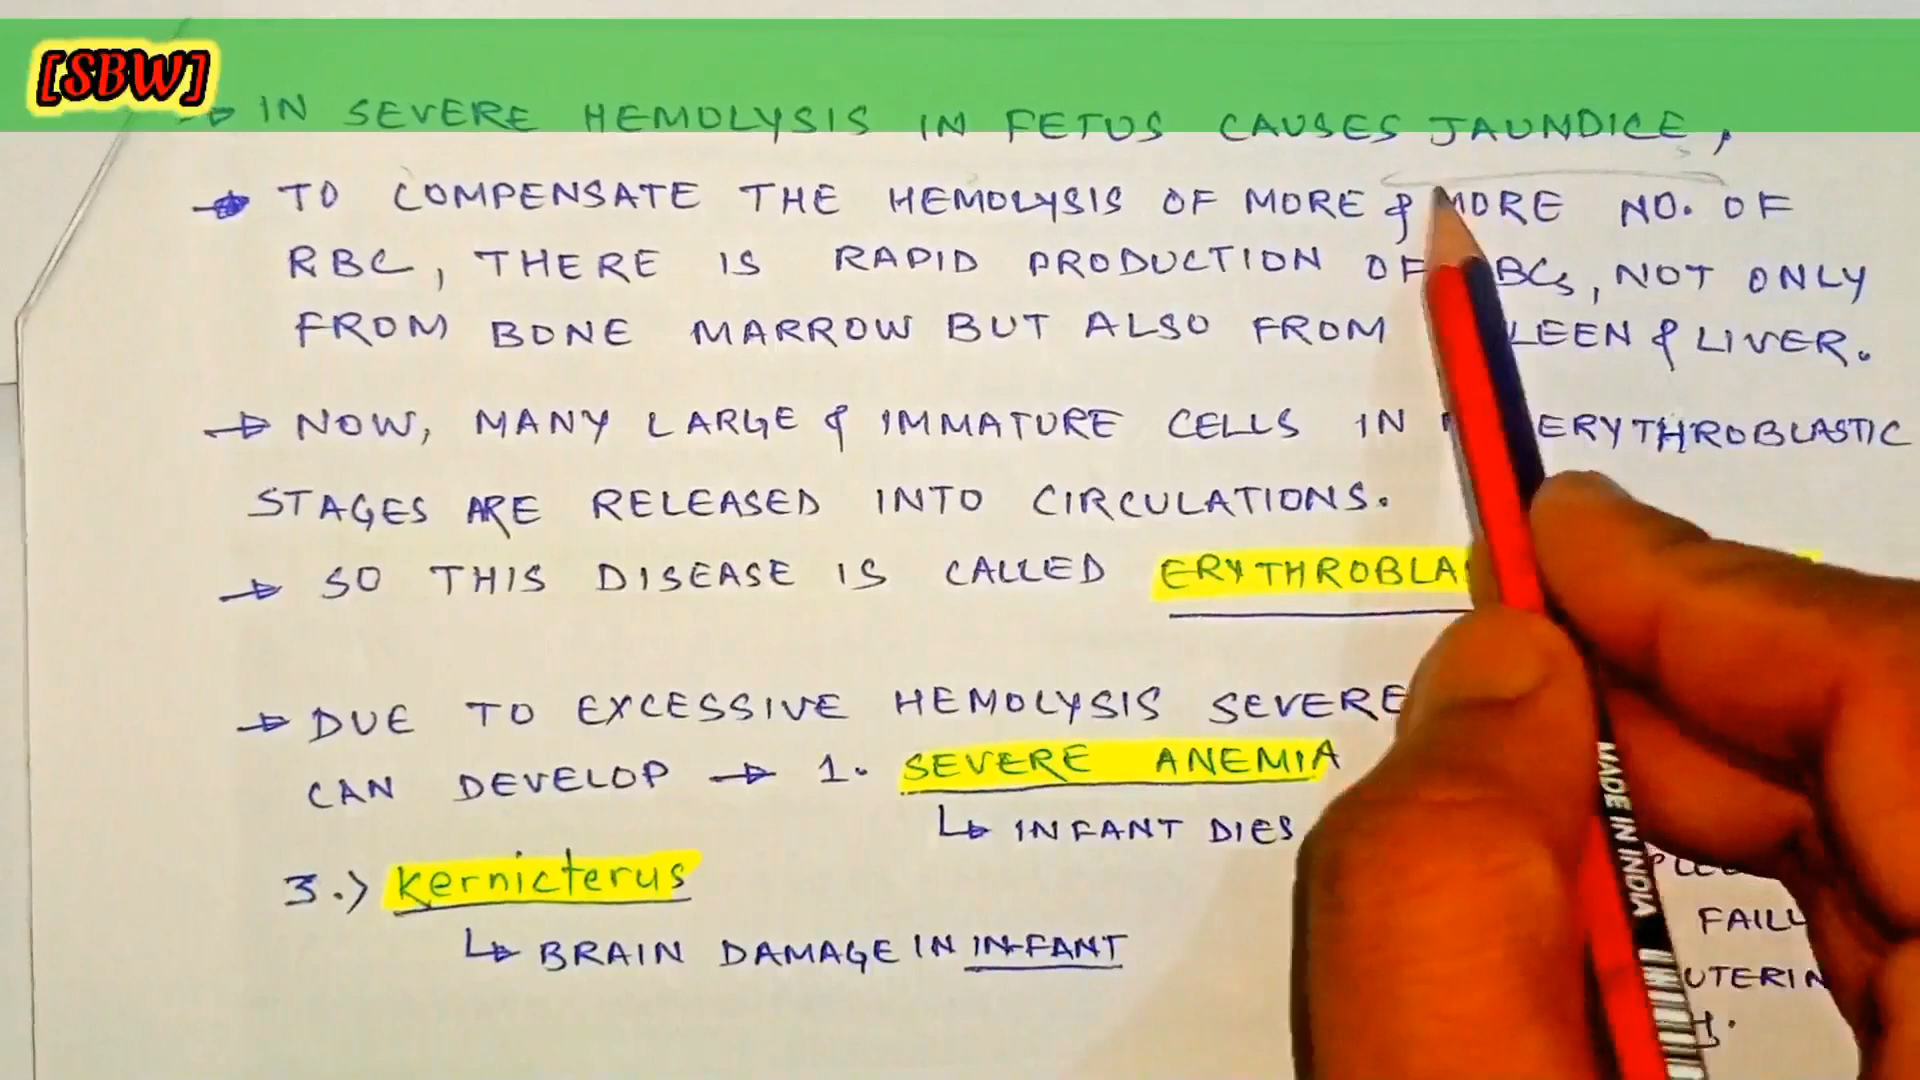 [SBW]
IN SEVERE HEMOLYSIS IN FETUS CAUSES JAUNDICE,
TO COMPENSATE THE HEMOLYSIS OF MORE & MORE NO. OF
RBC, THERE IS RAPID PRODUCTION OF BCs, NOT ONLY
FROM BONE MARROW BUT ALSO FROM LEEN & LIVER.
NOW, MANY LARGE & IMMATURE CELLS IN ERYTHROBLASTIC
STAGES ARE RELEASED INTO CIRCULATIONS.
SO THIS DISEASE IS CALLED ERYTHROBLA
DUE TO EXCESSIVE HEMOLYSIS SEVERE
CAN DEVELOP → 1. SEVERE ANEMIA
INFANT DIES
3.) Kernicterus
BRAIN DAMAGE IN INFANT
FAILU
UTERIN
H.
MADE IN INDIA